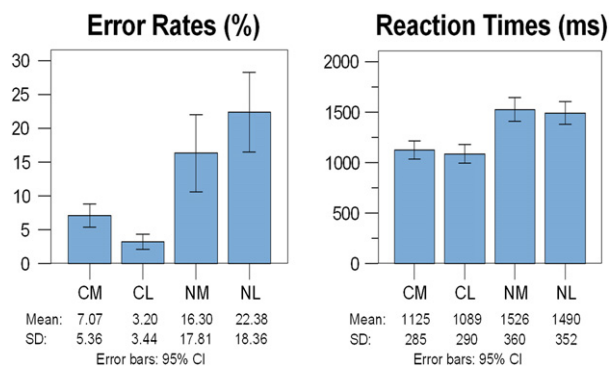 Error Rates (%)
30
25
20
15
10
5
0
CM CL NM NL
Mean: 7.07 3.20 16.30 22.38
SD: 5.36 3.44 17.81 18.36
Error bars: 95% CI
Reaction Times (ms)
2000
1500
1000
500
0
CM CL NM NL
1125 1089 1526 1490
285 290 360 352
Error bars: 95% CI